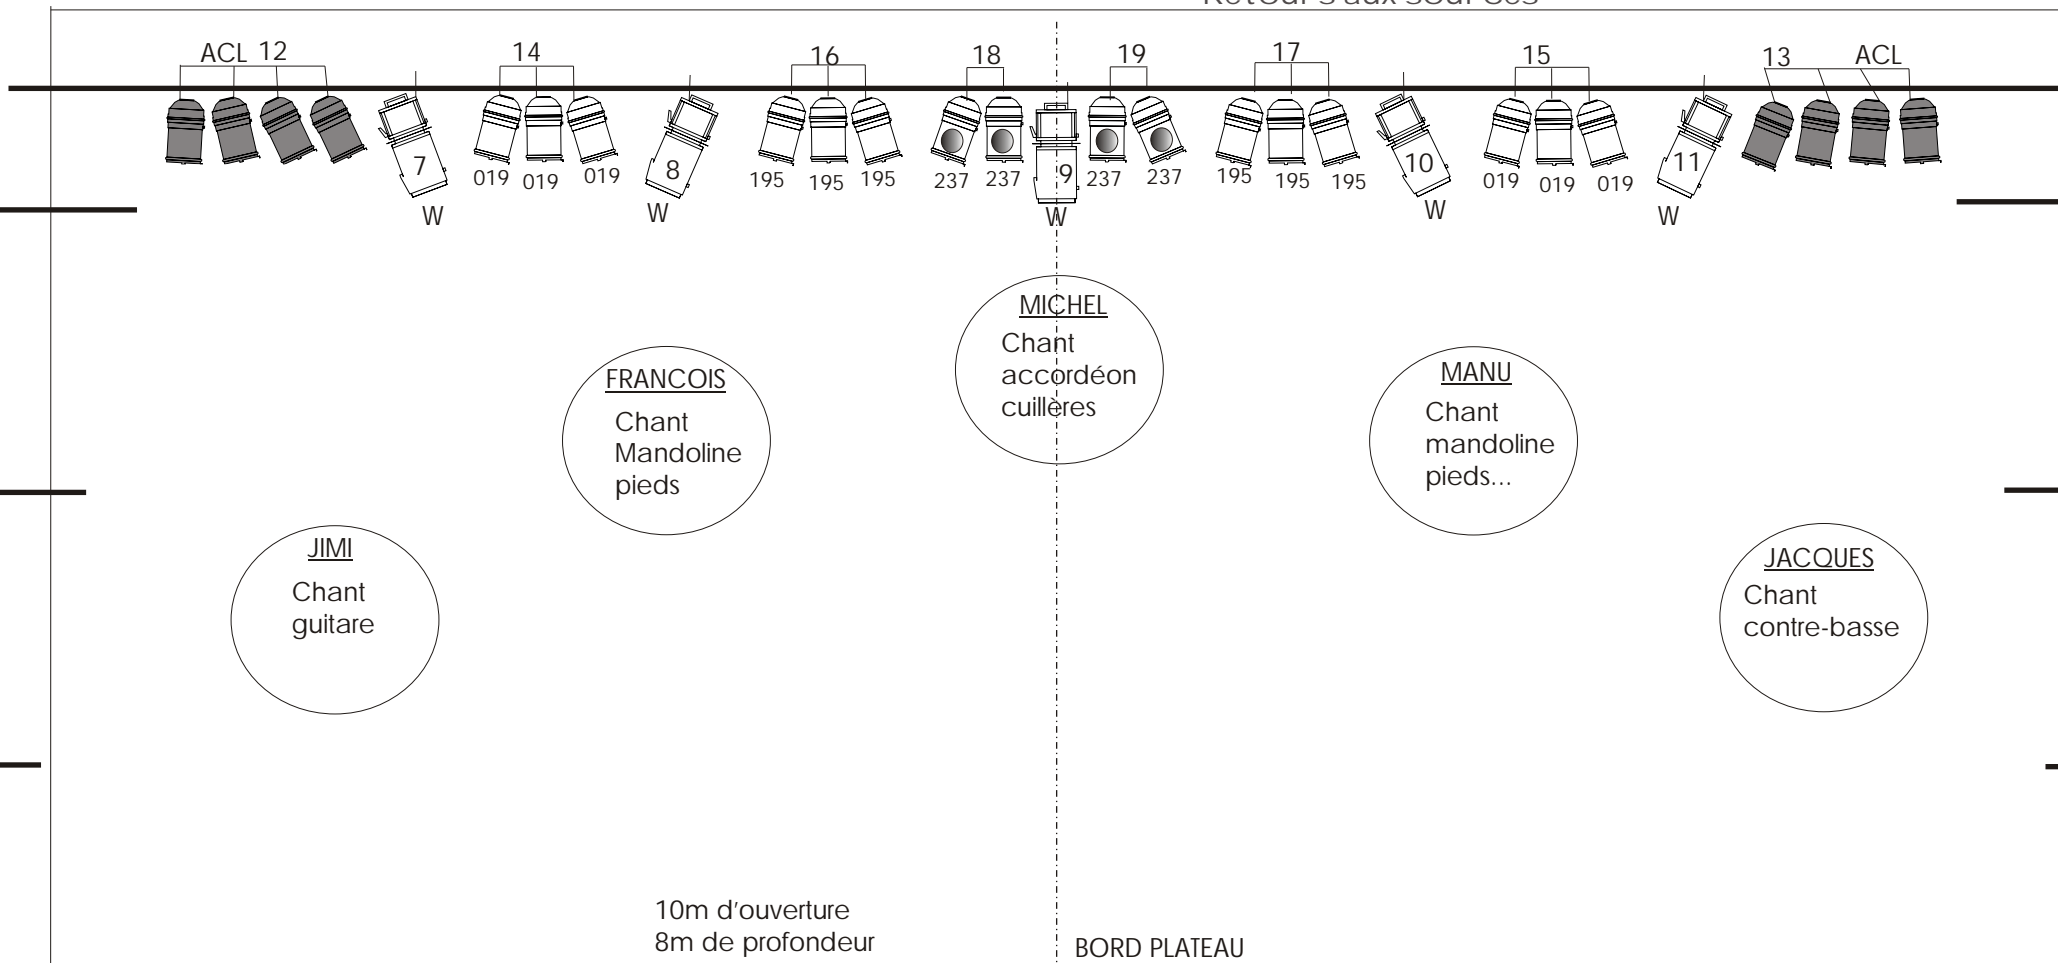 RetOur s aux sOur Ces
ACL 12 14 16 18 19 17 15 13 ACL
7 8 9 10 11
019 019 019 195 195 195 237 237 237 237 195 195 195 019 019 019
W W W W W
MICHEL
Chant
accordéon
cuillères
FRANCOIS
Chant
Mandoline
pieds
MANU
Chant
mandoline
pieds...
JIMI
Chant
guitare
JACQUES
Chant
contre-basse
10m d'ouverture
8m de profondeur
BORD PLATEAU